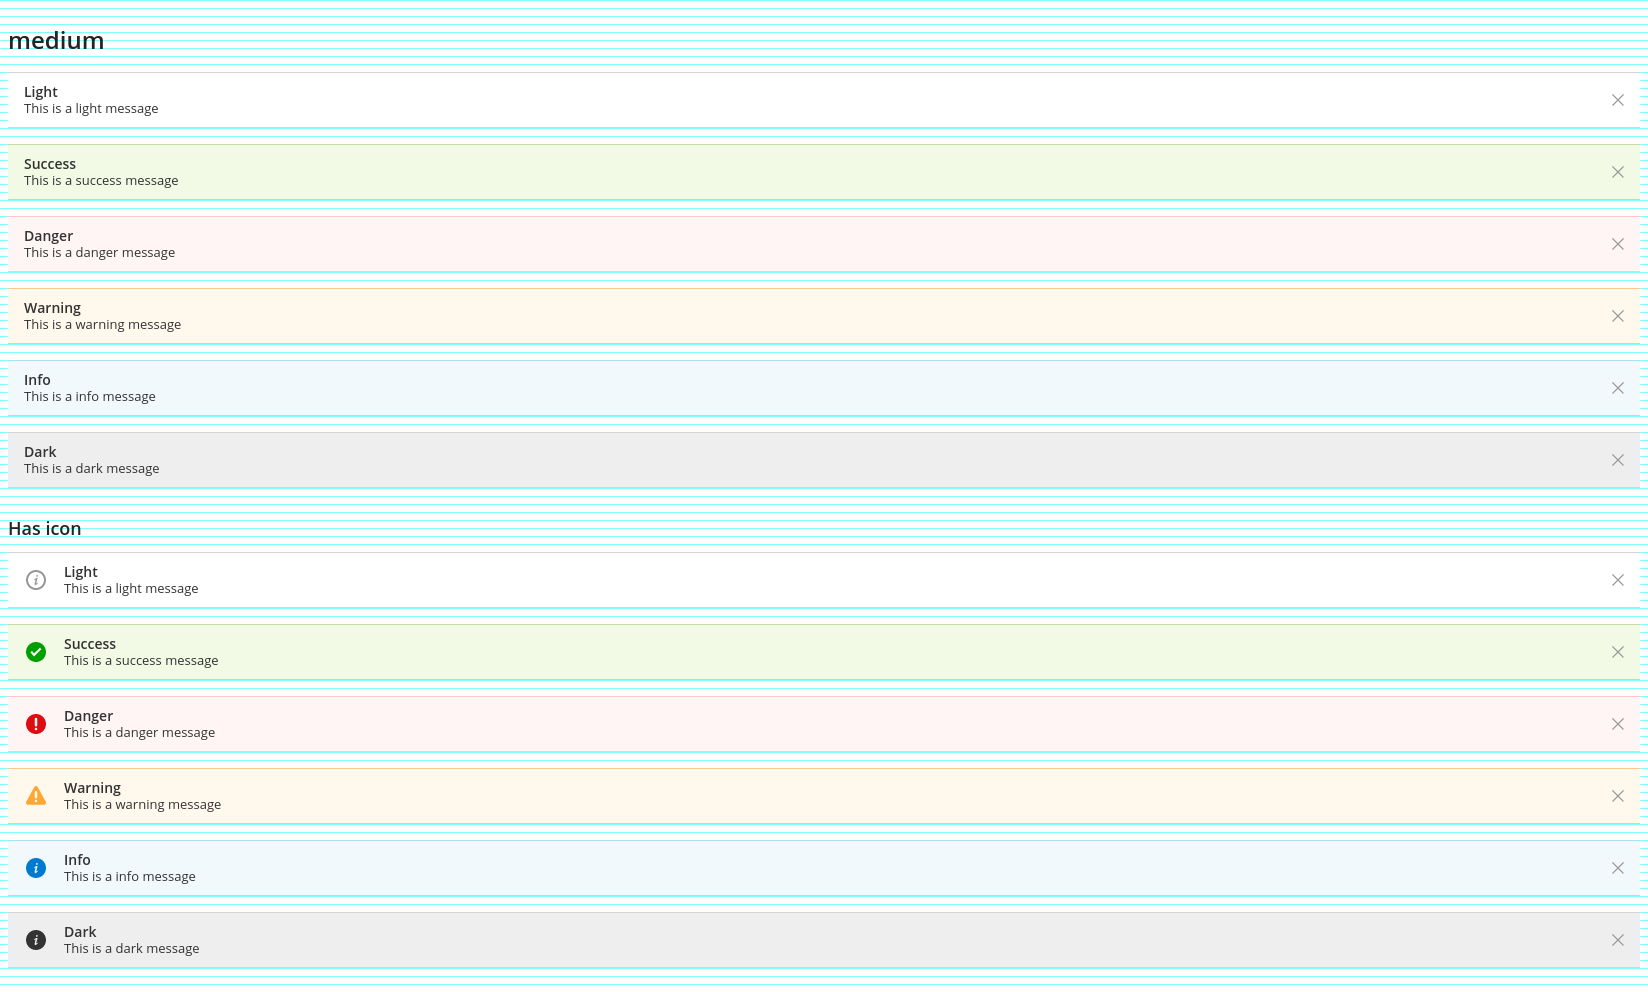 medium
Light
This is a light message
Success
This is a success message
Danger
This is a danger message
Warning
This is a warning message
Info
This is a info message
Dark
This is a dark message
Has icon
Light
This is a light message
Success
This is a success message
Danger
This is a danger message
Warning
This is a warning message
Info
This is a info message
Dark
This is a dark message